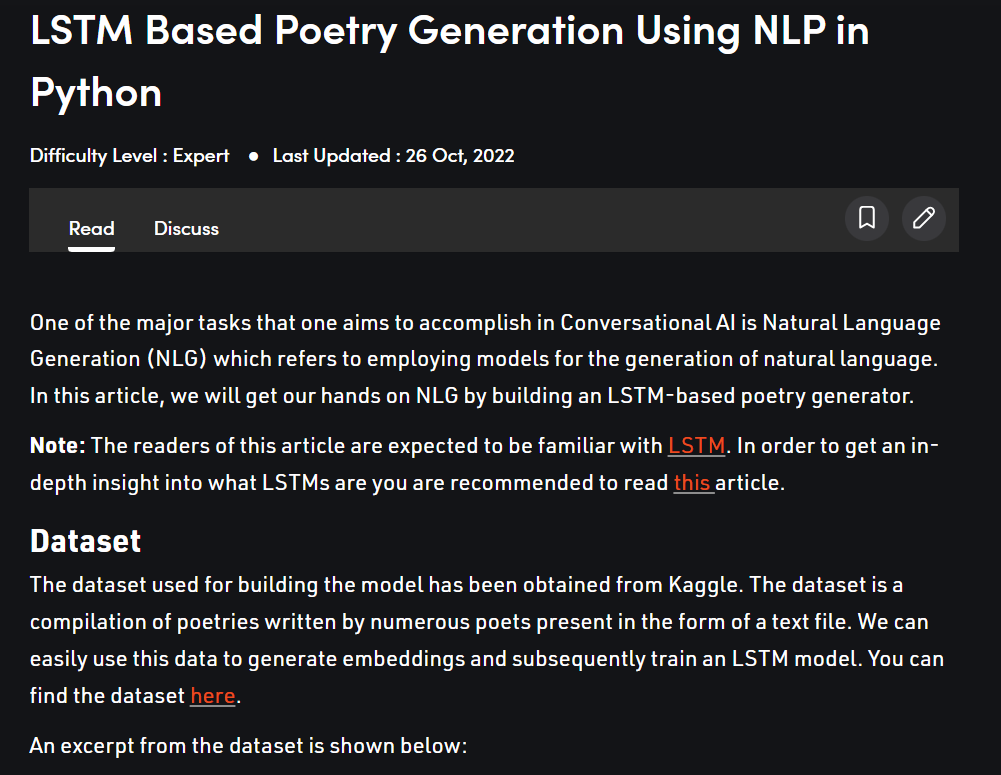 LSTM Based Poetry Generation Using NLP in
Python
Difficulty Level : Expert ● Last Updated : 26 Oct, 2022
Read Discuss
One of the major tasks that one aims to accomplish in Conversational AI is Natural Language
Generation (NLG) which refers to employing models for the generation of natural language.
In this article, we will get our hands on NLG by building an LSTM-based poetry generator.
Note: The readers of this article are expected to be familiar with LSTM. In order to get an in-
depth insight into what LSTMs are you are recommended to read this article.
Dataset
The dataset used for building the model has been obtained from Kaggle. The dataset is a
compilation of poetries written by numerous poets present in the form of a text file. We can
easily use this data to generate embeddings and subsequently train an LSTM model. You can
find the dataset here.
An excerpt from the dataset is shown below: